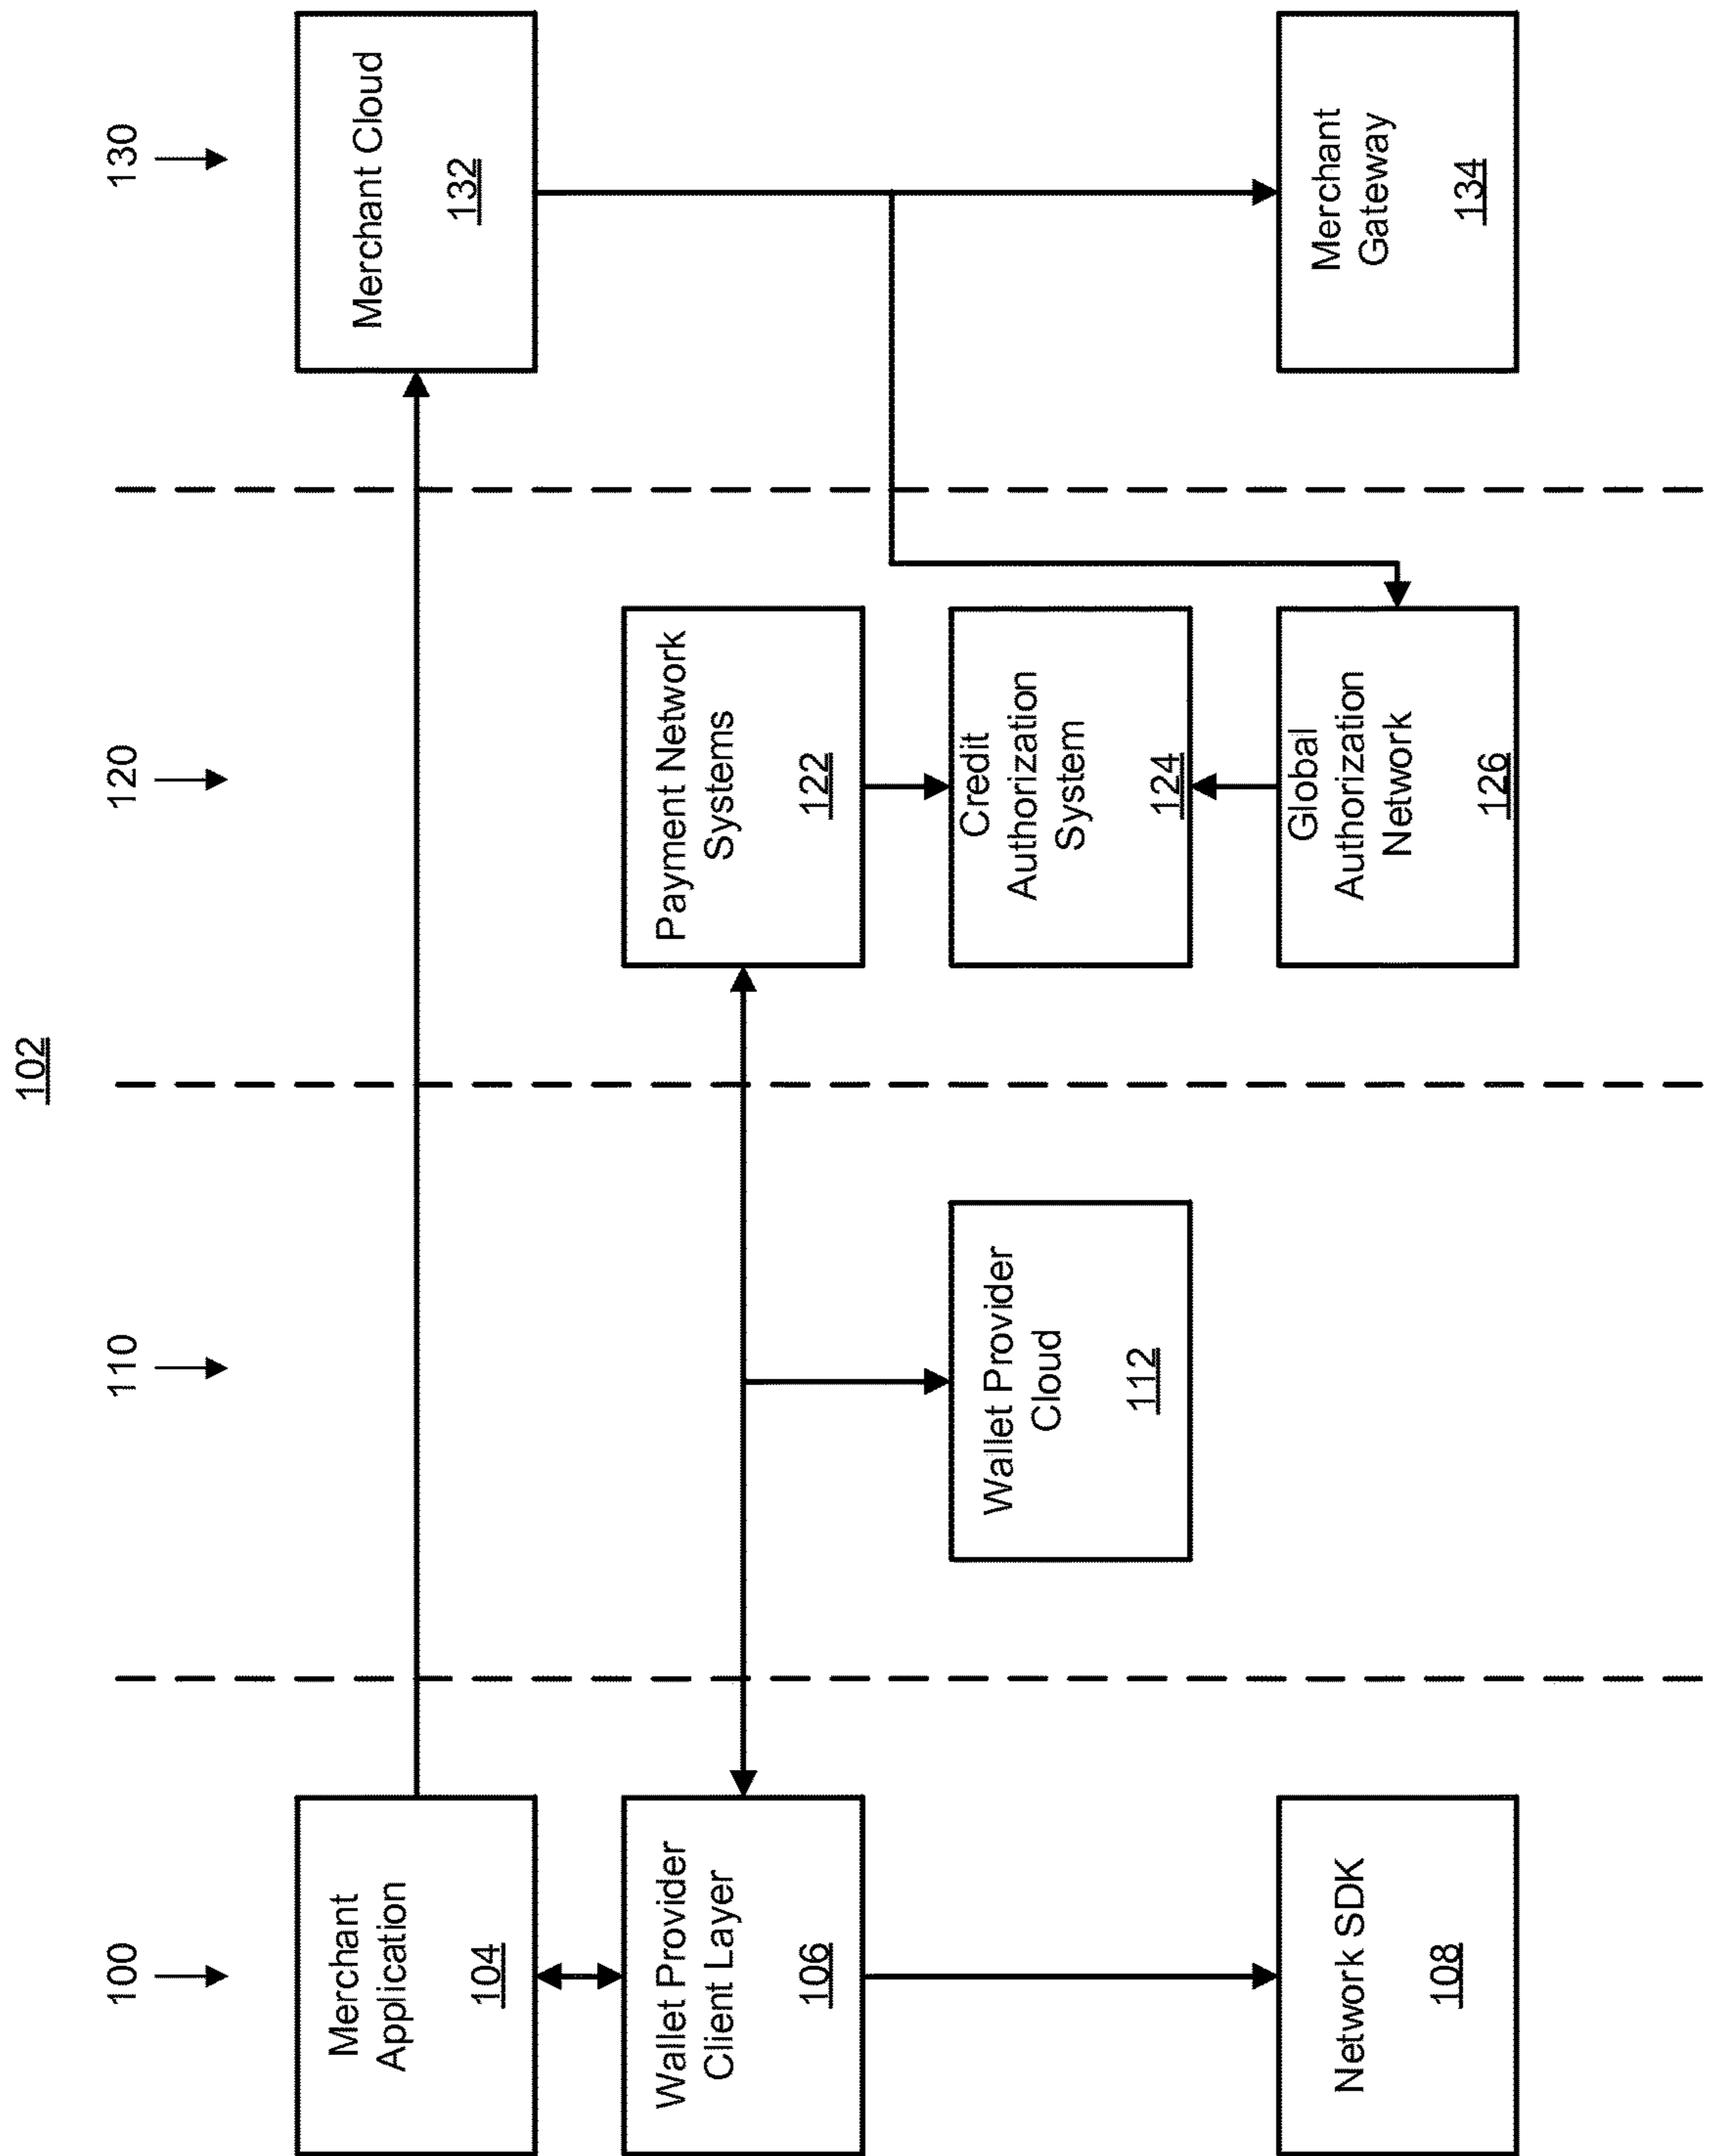 102
100
110
120
130
Merchant
Application
104
Merchant Cloud
132
Wallet Provider
Client Layer
106
Payment Network
Systems
122
Wallet Provider
Cloud
112
Credit
Authorization
System
124
Network SDK
108
Global
Authorization
Network
126
Merchant
Gateway
134